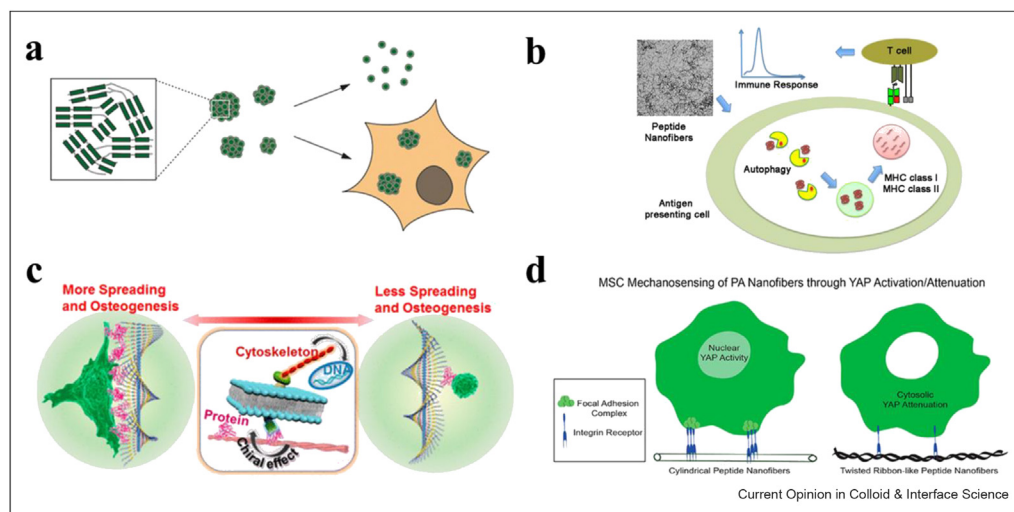 a
b
T cell
Immune Response
Peptide
Nanofibers
Autophagy
MHC class I
MHC class II
Antigen
presenting cell
c
More Spreading
and Osteogenesis
Less Spreading
and Osteogenesis
Cytoskeleton
DNA
Protein
Chiral effect
d
MSC Mechanosensing of PA Nanofibers through YAP Activation/Attenuation
Nuclear
YAP Activity
Cytosolic
YAP Attenuation
Focal Adhesion
Complex
Integrin Receptor
Cylindrical Peptide Nanofibers
Twisted Ribbon-like Peptide Nanofibers
Current Opinion in Colloid & Interface Science